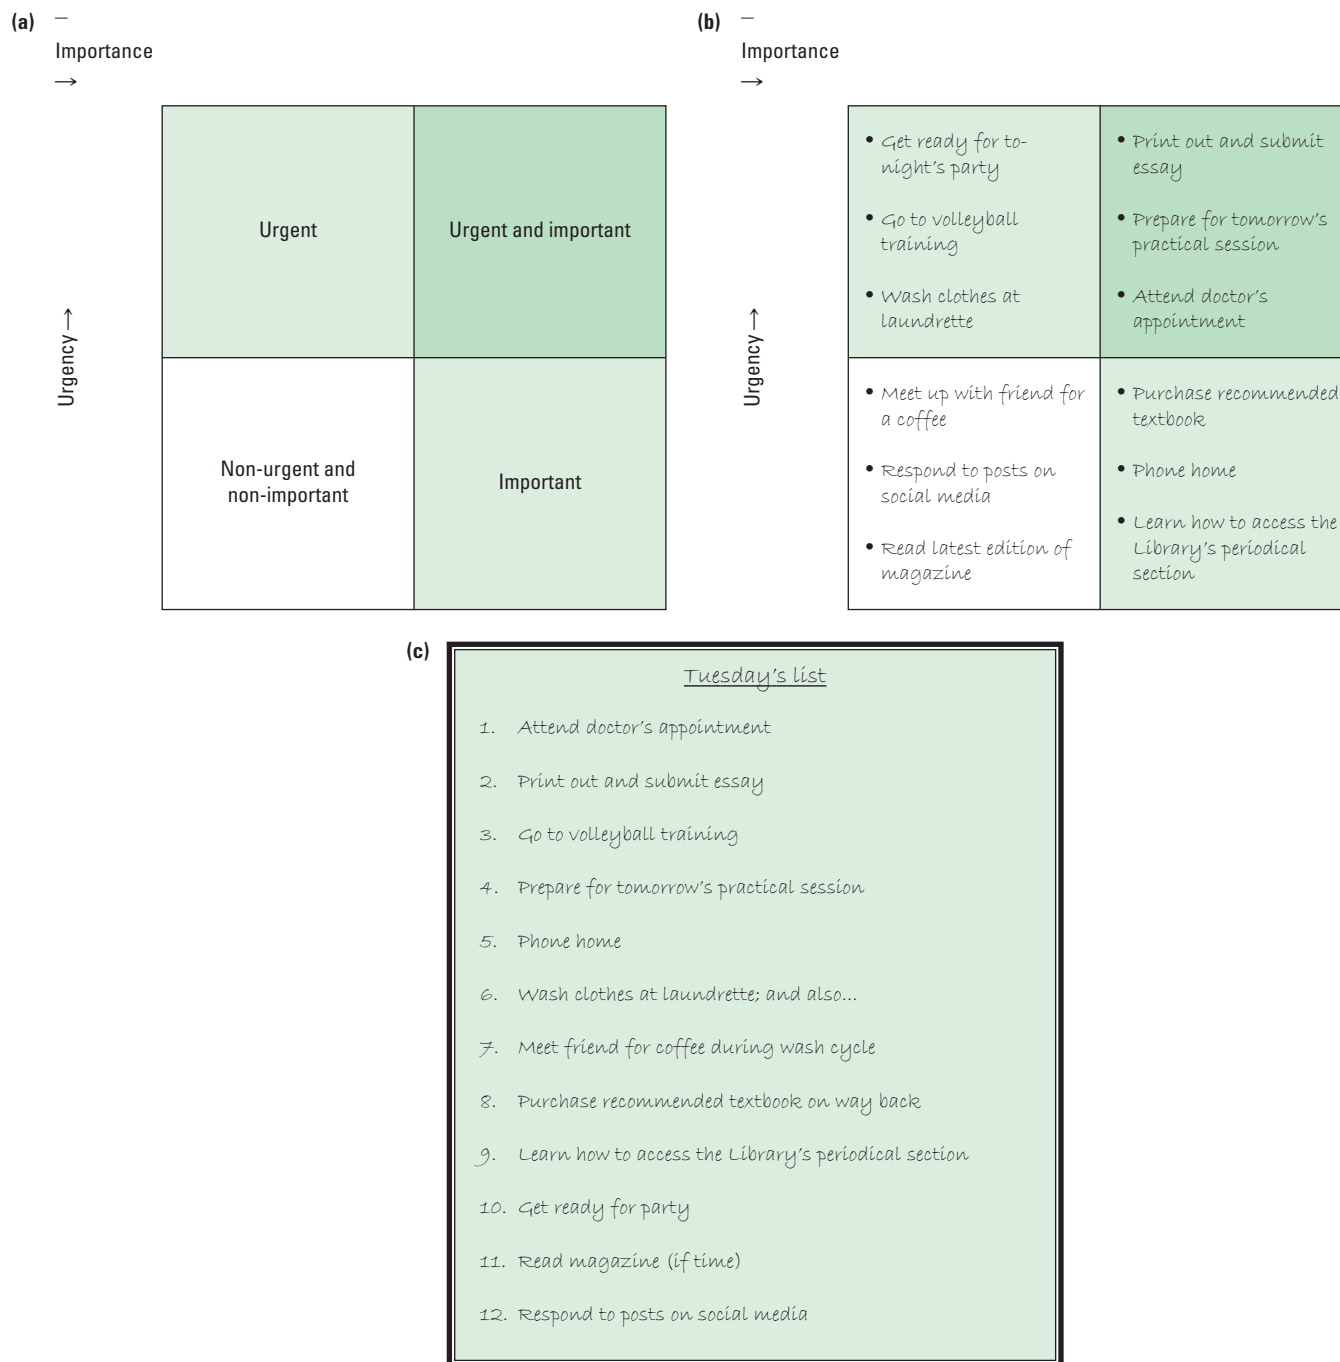 (a) –
Importance
→
Urgency →
Urgent
Urgent and important
Non-urgent and
non-important
Important
(b) –
Importance
→
Urgency →
• Get ready for to-
night's party
• Go to volleyball
training
• Wash clothes at
laundrette
• Print out and submit
essay
• Prepare for tomorrow's
practical session
• Attend doctor's
appointment
• Meet up with friend for
a coffee
• Respond to posts on
social media
• Read latest edition of
magazine
• Purchase recommended
textbook
• Phone home
• Learn how to access the
Library's periodical
section
(c)
Tuesday's list
1. Attend doctor's appointment
2. Print out and submit essay
3. Go to volleyball training
4. Prepare for tomorrow's practical session
5. Phone home
6. Wash clothes at laundrette; and also...
7. Meet friend for coffee during wash cycle
8. Purchase recommended textbook on way back
9. Learn how to access the Library's periodical section
10. Get ready for party
11. Read magazine (if time)
12. Respond to posts on social media